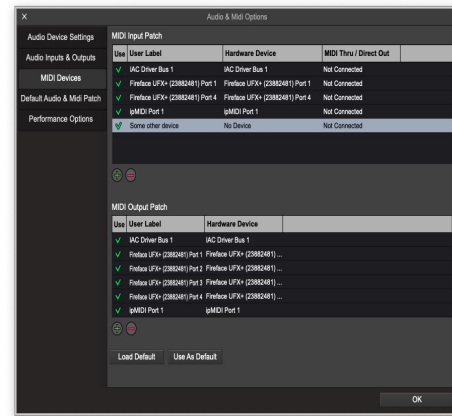 Audio & Midi Options
Audio Device Settings
Audio Inputs & Outputs
MIDI Devices
Default Audio & Midi Patch
Performance Options
MIDI Input Patch
Use User Label Hardware Device MIDI Thru / Direct Out
IAC Driver Bus 1 IAC Driver Bus 1 Not Connected
Fireface UFX+ (23882481) Port 1 Fireface UFX+ (23882481) Port 1 Not Connected
Fireface UFX+ (23882481) Port 4 Fireface UFX+ (23882481) Port 4 Not Connected
ipMIDI Port 1 ipMIDI Port 1 Not Connected
Some other device No Device Not Connected
MIDI Output Patch
Use User Label Hardware Device
IAC Driver Bus 1 IAC Driver Bus 1
Fireface UFX+ (23882481) Port 1 Fireface UFX+ (23882481) ...
Fireface UFX+ (23882481) Port 2 Fireface UFX+ (23882481) ...
Fireface UFX+ (23882481) Port 3 Fireface UFX+ (23882481) ...
Fireface UFX+ (23882481) Port 4 Fireface UFX+ (23882481) ...
ipMIDI Port 1 ipMIDI Port 1
Load Default Use As Default
OK